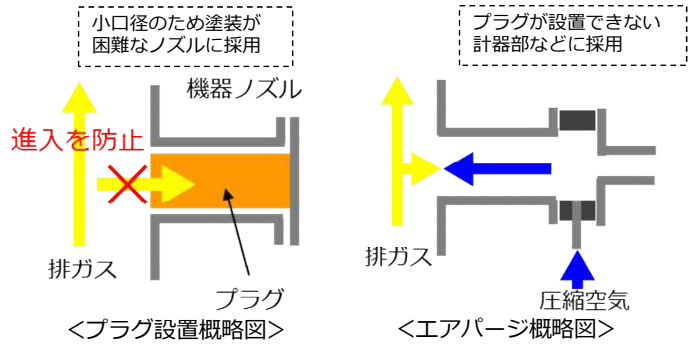 小口径のため塗装が
困難なノズルに採用
機器ノズル
進入を防止
排ガス
プラグ
<プラグ設置概略図>
プラグが設置できない
計器部などに採用
排ガス
圧縮空気
<エアパージ概略図>